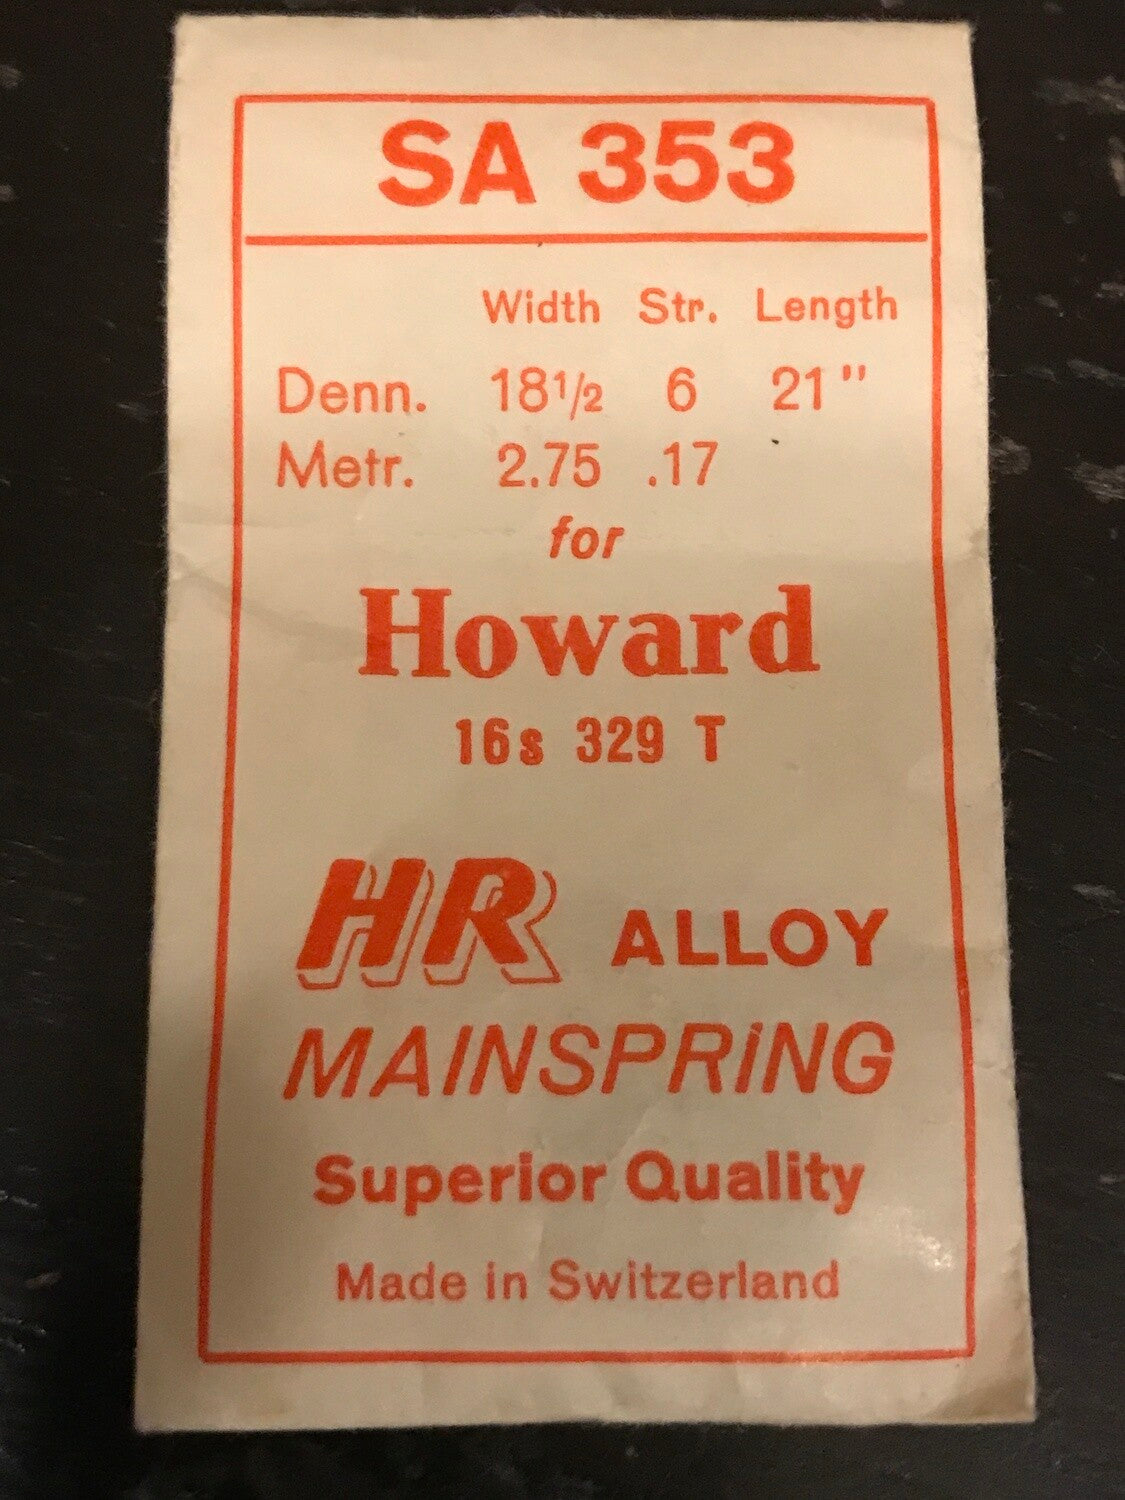 SA 353
Width Str. Length
Denn. 18½ 6 21"
Metr. 2.75 .17
for
Howard
16s 329 T
HR ALLOY
MAINSPRiNG
Superior Quality
Made in Switzerland